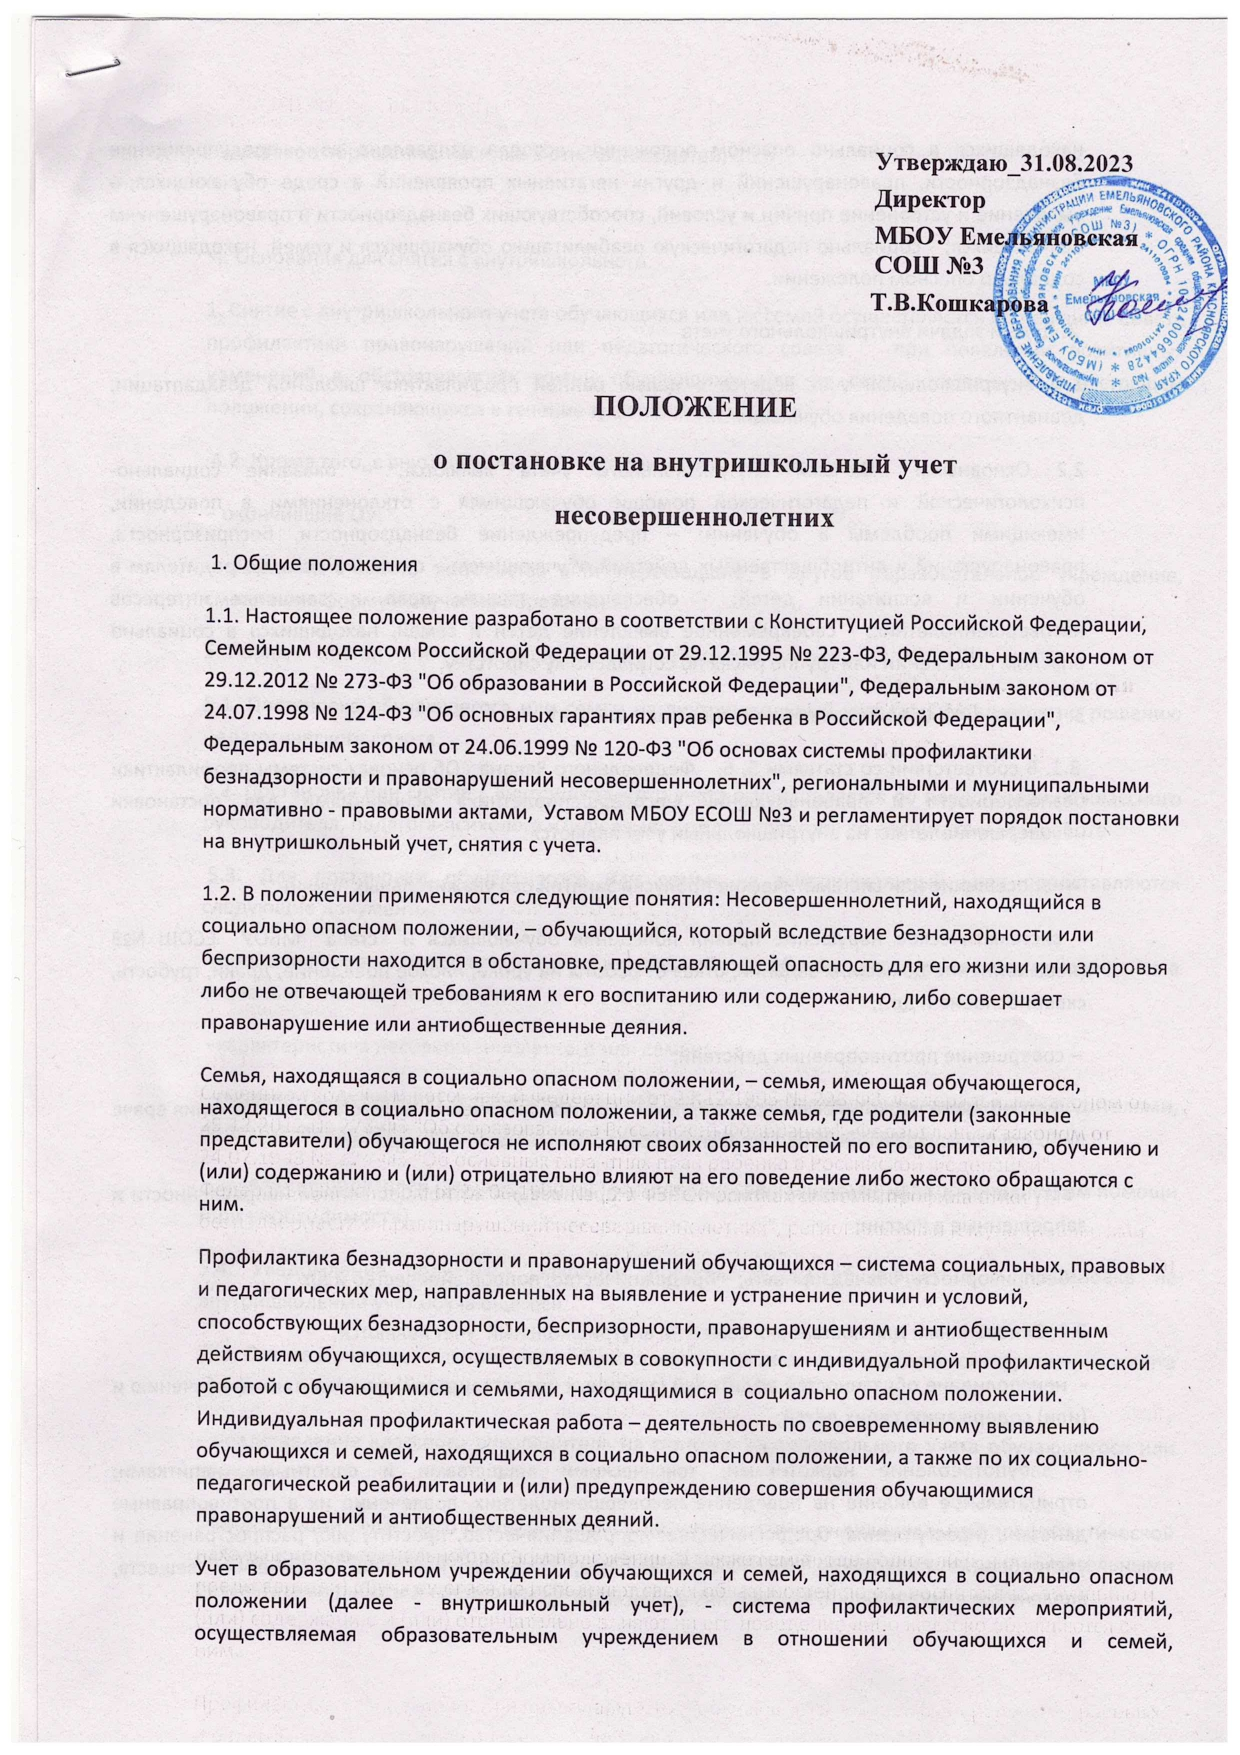 Утверждаю_31.08.2023
Директор
МБОУ Емельяновская
СОШ №3
Т.В.Кошкарова
ПОЛОЖЕНИЕ
о постановке на внутришкольный учет
несовершеннолетних
1. Общие положения
1.1. Настоящее положение разработано в соответствии с Конституцией Российской Федерации,
Семейным кодексом Российской Федерации от 29.12.1995 № 223-ФЗ, Федеральным законом от
29.12.2012 № 273-ФЗ "Об образовании в Российской Федерации", Федеральным законом от
24.07.1998 № 124-ФЗ "Об основных гарантиях прав ребенка в Российской Федерации",
Федеральным законом от 24.06.1999 № 120-ФЗ "Об основах системы профилактики
безнадзорности и правонарушений несовершеннолетних", региональными и муниципальными
нормативно - правовыми актами,  Уставом МБОУ ЕСОШ №3 и регламентирует порядок постановки
на внутришкольный учет, снятия с учета.
1.2. В положении применяются следующие понятия: Несовершеннолетний, находящийся в
социально опасном положении, – обучающийся, который вследствие безнадзорности или
беспризорности находится в обстановке, представляющей опасность для его жизни или здоровья
либо не отвечающей требованиям к его воспитанию или содержанию, либо совершает
правонарушение или антиобщественные деяния.
Семья, находящаяся в социально опасном положении, – семья, имеющая обучающегося,
находящегося в социально опасном положении, а также семья, где родители (законные
представители) обучающегося не исполняют своих обязанностей по его воспитанию, обучению и
(или) содержанию и (или) отрицательно влияют на его поведение либо жестоко обращаются с
ним.
Профилактика безнадзорности и правонарушений обучающихся – система социальных, правовых
и педагогических мер, направленных на выявление и устранение причин и условий,
способствующих безнадзорности, беспризорности, правонарушениям и антиобщественным
действиям обучающихся, осуществляемых в совокупности с индивидуальной профилактической
работой с обучающимися и семьями, находящимися в  социально опасном положении.
Индивидуальная профилактическая работа – деятельность по своевременному выявлению
обучающихся и семей, находящихся в социально опасном положении, а также по их социально-
педагогической реабилитации и (или) предупреждению совершения обучающимися
правонарушений и антиобщественных деяний.
Учет в образовательном учреждении обучающихся и семей, находящихся в социально опасном
положении (далее - внутришкольный учет), - система профилактических мероприятий,
осуществляемая образовательным учреждением в отношении обучающихся и семей,